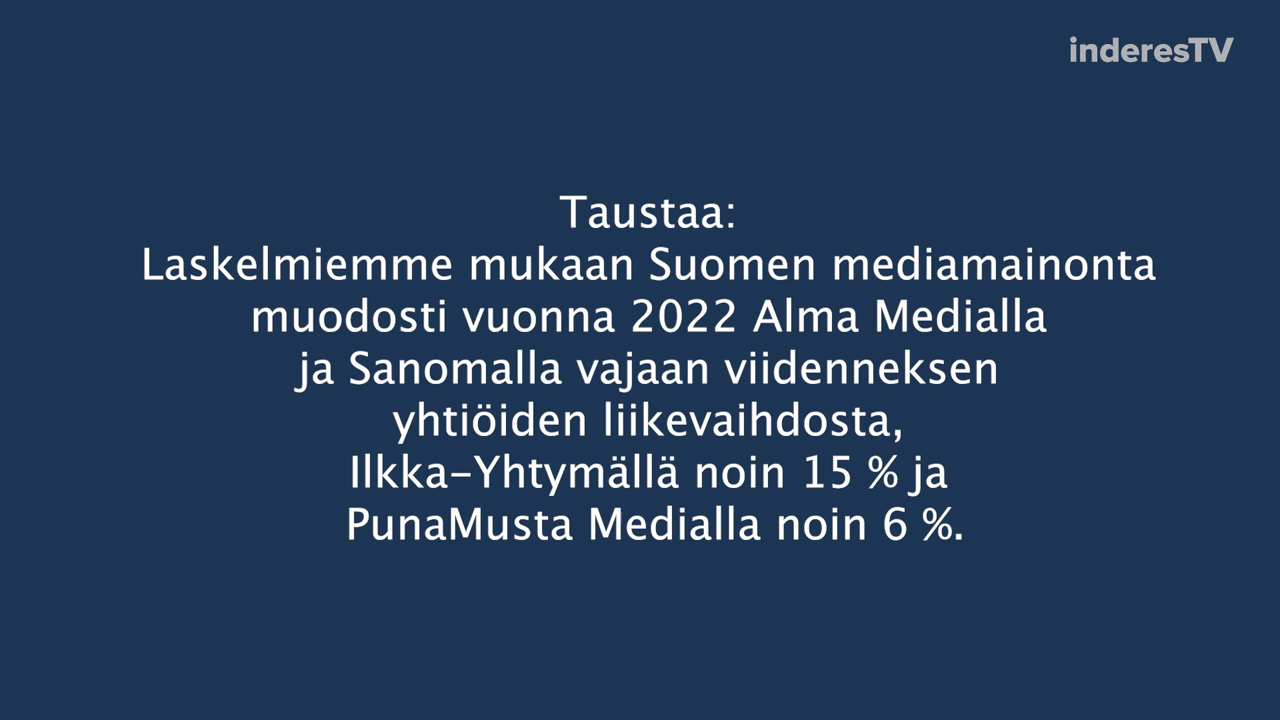 inderesTV
Taustaa:
Laskelmiemme mukaan Suomen mediamainonta
muodosti vuonna 2022 Alma Medialla
ja Sanomalla vajaan viidenneksen
yhtiöiden liikevaihdosta,
Ilkka-Yhtymällä noin 15 % ja
PunaMusta Medialla noin 6 %.